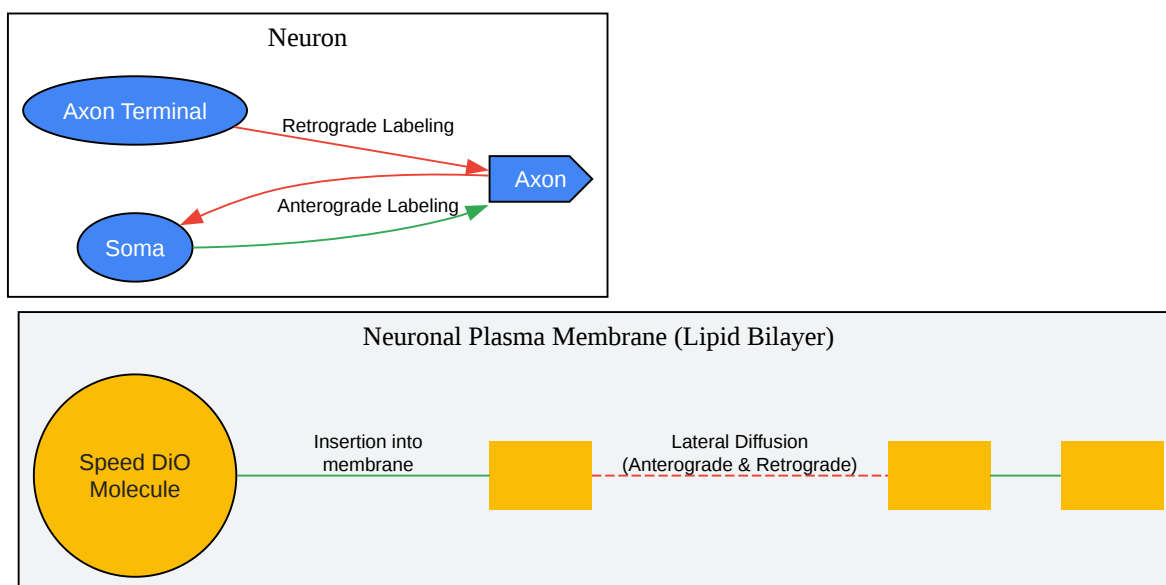 Neuron
Axon Terminal
Retrograde Labeling
Axon
Anterograde Labeling
Soma
Neuronal Plasma Membrane (Lipid Bilayer)
Speed DiO
Molecule
Insertion into
membrane
Lateral Diffusion
(Anterograde & Retrograde)